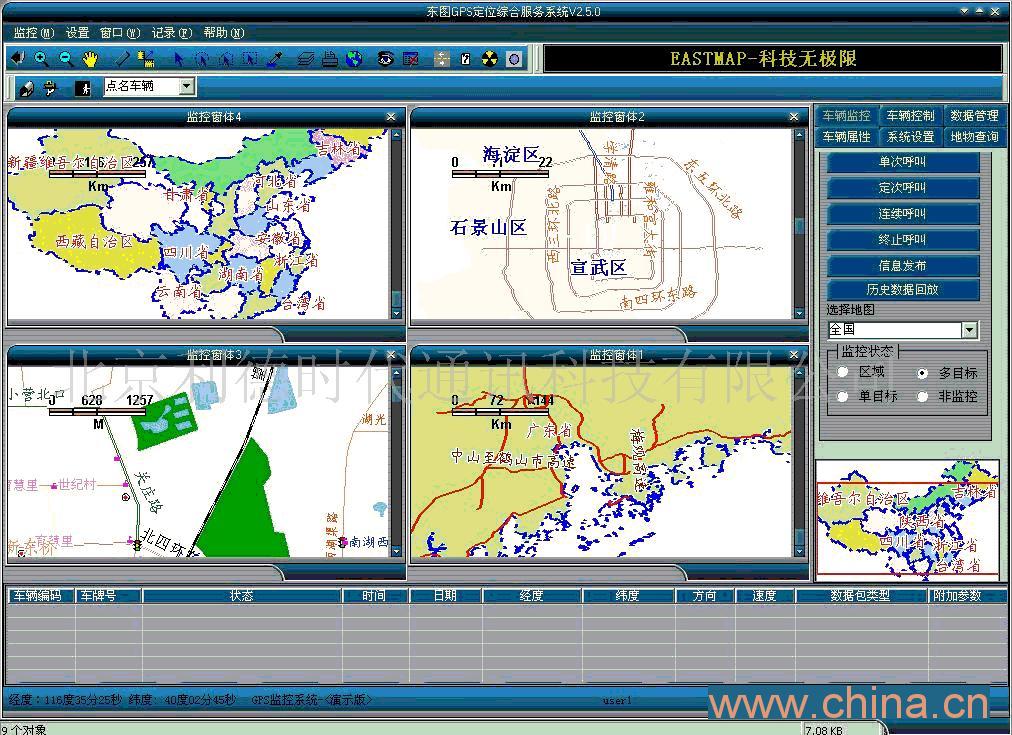 东图GPS定位综合服务系统V2.5.0
监控(M) 设置 窗口(W) 记录(P) 帮助(N)
EASTMAP-科技无极限
点名车辆
监控窗体4
新疆维吾尔自治区
Km
吉林省
河北省
甘肃省
山东省
西藏自治区
安徽省
四川省
浙江省
湖南省
云南省
台湾省
监控窗体2
海淀区
0 71 22
Km
石景山区
宣武区
东五环北路
西三环北路
雍和宫大街
南四环东路
车辆监控 车辆控制 数据管理
车辆属性 系统设置 地物查询
单次呼叫
定次呼叫
连续呼叫
终止呼叫
信息发布
历史数据回放
选择地图
全国
监控状态
区域 多目标
单目标 非监控
北京利德时代通讯科技有限公司
监控窗体3
小营北口
0 628 1257
M
湖光
关庄路
世纪村
北四环
南湖西
监控窗体1
0 72 144
Km
广东省
中山至鹤山市高速
梅观高速
维吾尔自治区
吉林省
陕西省
四川省
浙江省
台湾省
车辆编码 车牌号 状态 时间 日期 经度 纬度 方向 速度 数据包类型 附加参数
经度：116度35分25秒 纬度: 40度02分45秒 GPS监控系统-<演示版>
user1
www.china.cn
9个对象
7.08 KB